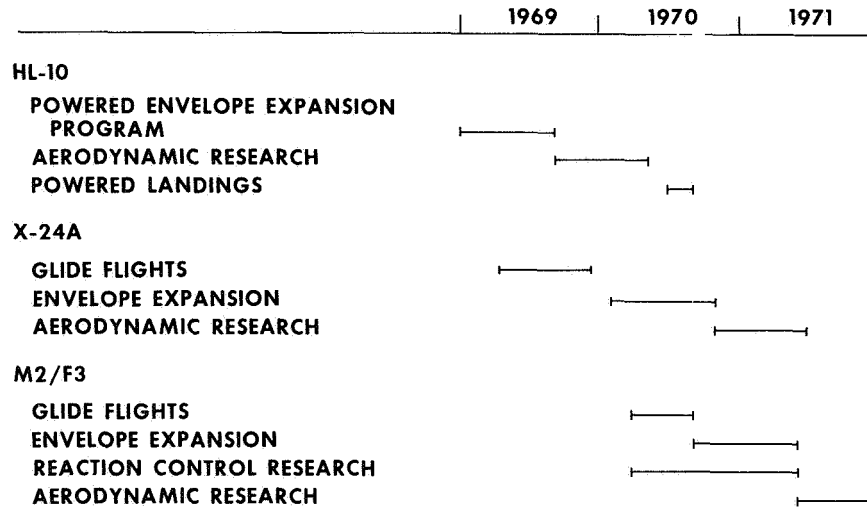 1969 1970 1971
HL-10
POWERED ENVELOPE EXPANSION
PROGRAM
AERODYNAMIC RESEARCH
POWERED LANDINGS
X-24A
GLIDE FLIGHTS
ENVELOPE EXPANSION
AERODYNAMIC RESEARCH
M2/F3
GLIDE FLIGHTS
ENVELOPE EXPANSION
REACTION CONTROL RESEARCH
AERODYNAMIC RESEARCH